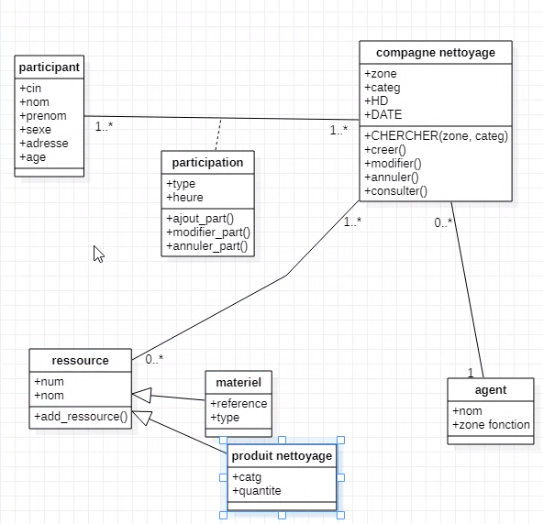 participant
+cin
+nom
+prenom
+sexe
+adresse
+age
1..*
1..*
compagne nettoyage
+zone
+categ
+HD
+DATE
+CHERCHER(zone, categ)
+creer()
+modifier()
+annuler()
+consulter()
participation
+type
+heure
+ajout_part()
+modifier_part()
+annuler_part()
1..*
0..*
0..*
1
ressource
+num
+nom
+add_ressource()
materiel
+reference
+type
produit nettoyage
+catg
+quantite
agent
+nom
+zone fonction